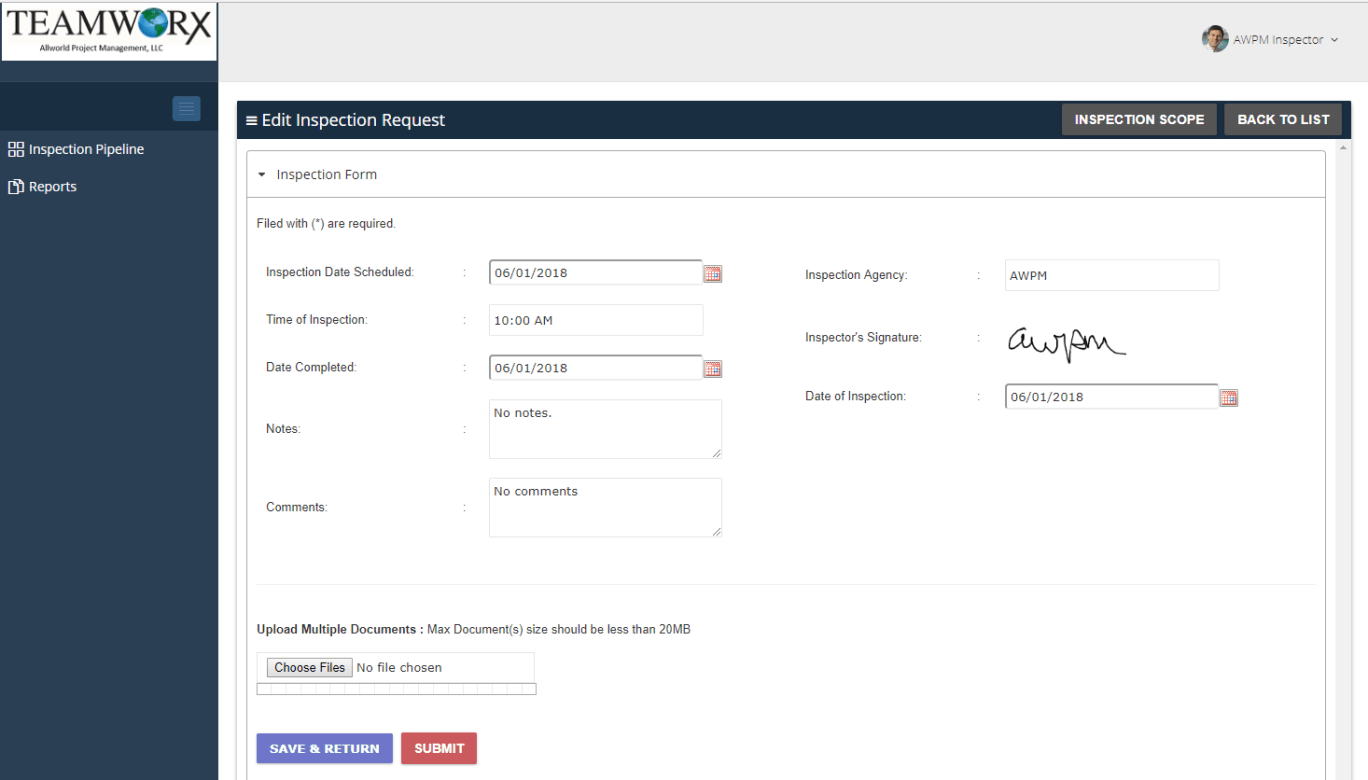 TEAMWORX
Allworld Project Management, LLC
AWPM Inspector
Edit Inspection Request
INSPECTION SCOPE
BACK TO LIST
Inspection Pipeline
Reports
Inspection Form
Filed with (*) are required.
Inspection Date Scheduled: : 06/01/2018
Inspection Agency: : AWPM
Time of Inspection: : 10:00 AM
Inspector's Signature: : awpm
Date Completed: : 06/01/2018
Date of Inspection: : 06/01/2018
Notes: : No notes.
Comments: : No comments
Upload Multiple Documents : Max Document(s) size should be less than 20MB
Choose Files No file chosen
SAVE & RETURN
SUBMIT